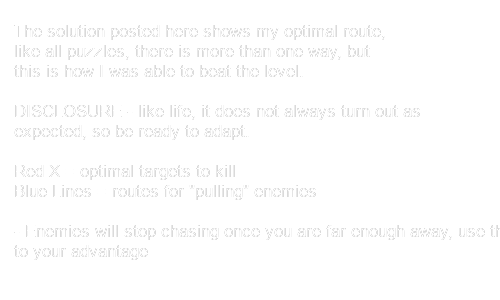 The solution posted here shows my optimal route,
like all puzzles, there is more than one way, but
this is how I was able to beat the level.
DISCLOSURE:- like life, it does not always turn out as
expected, so be ready to adapt
Red X - optimal targets to kill
Blue Lines - routes for "pulling" enemies
- Enemies will stop chasing once you are far enough away, use th
to your advantage